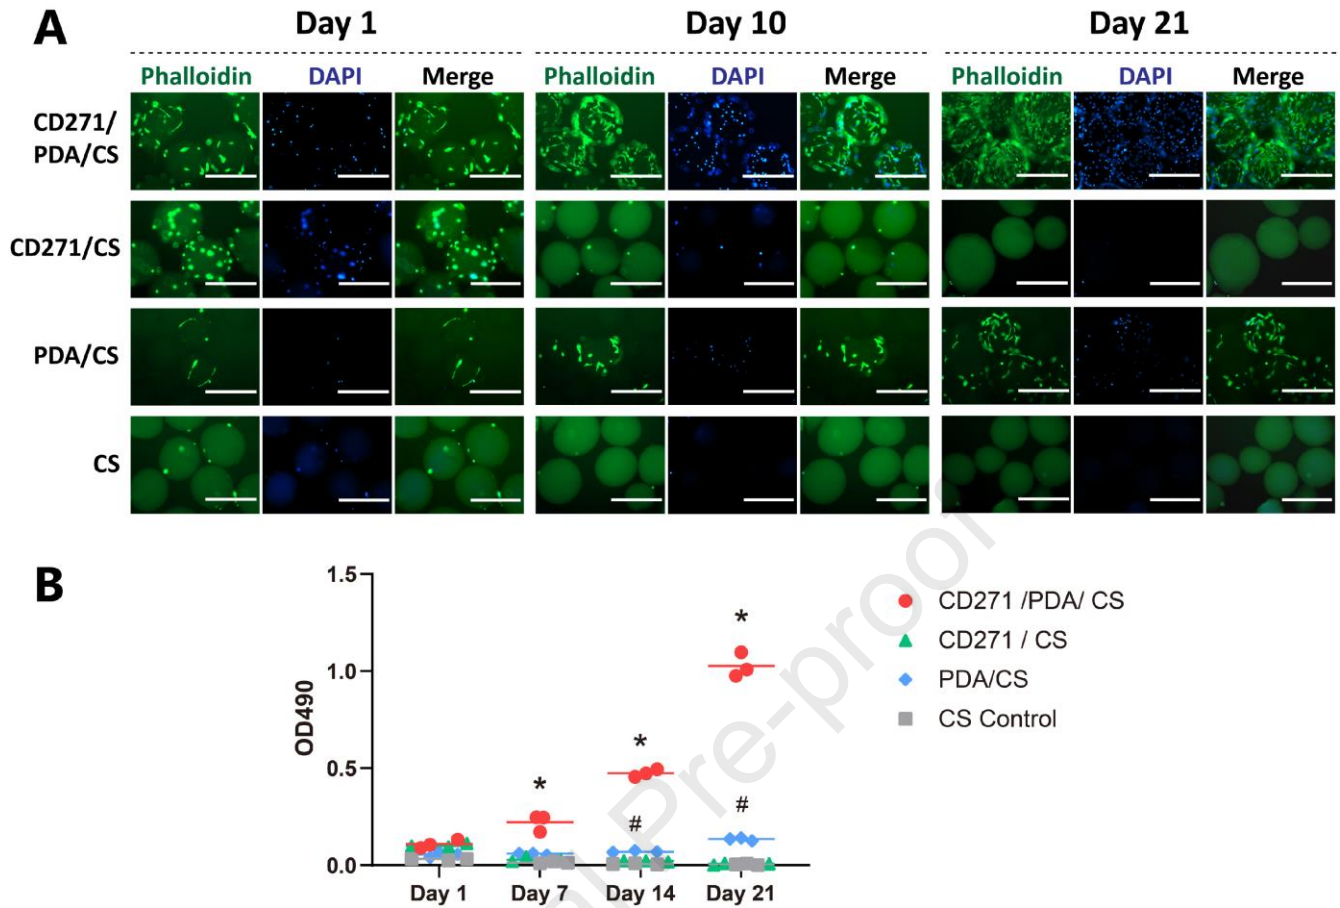 A
Day 1
Day 10
Day 21
Phalloidin DAPI Merge Phalloidin DAPI Merge Phalloidin DAPI Merge
CD271/
PDA/CS
CD271/CS
PDA/CS
CS
B
1.5
1.0
0.5
0.0
OD490
*
*
#
*
#
Day 1
Day 7
Day 14
Day 21
CD271 /PDA/ CS
CD271 / CS
PDA/CS
CS Control
Pre-proof